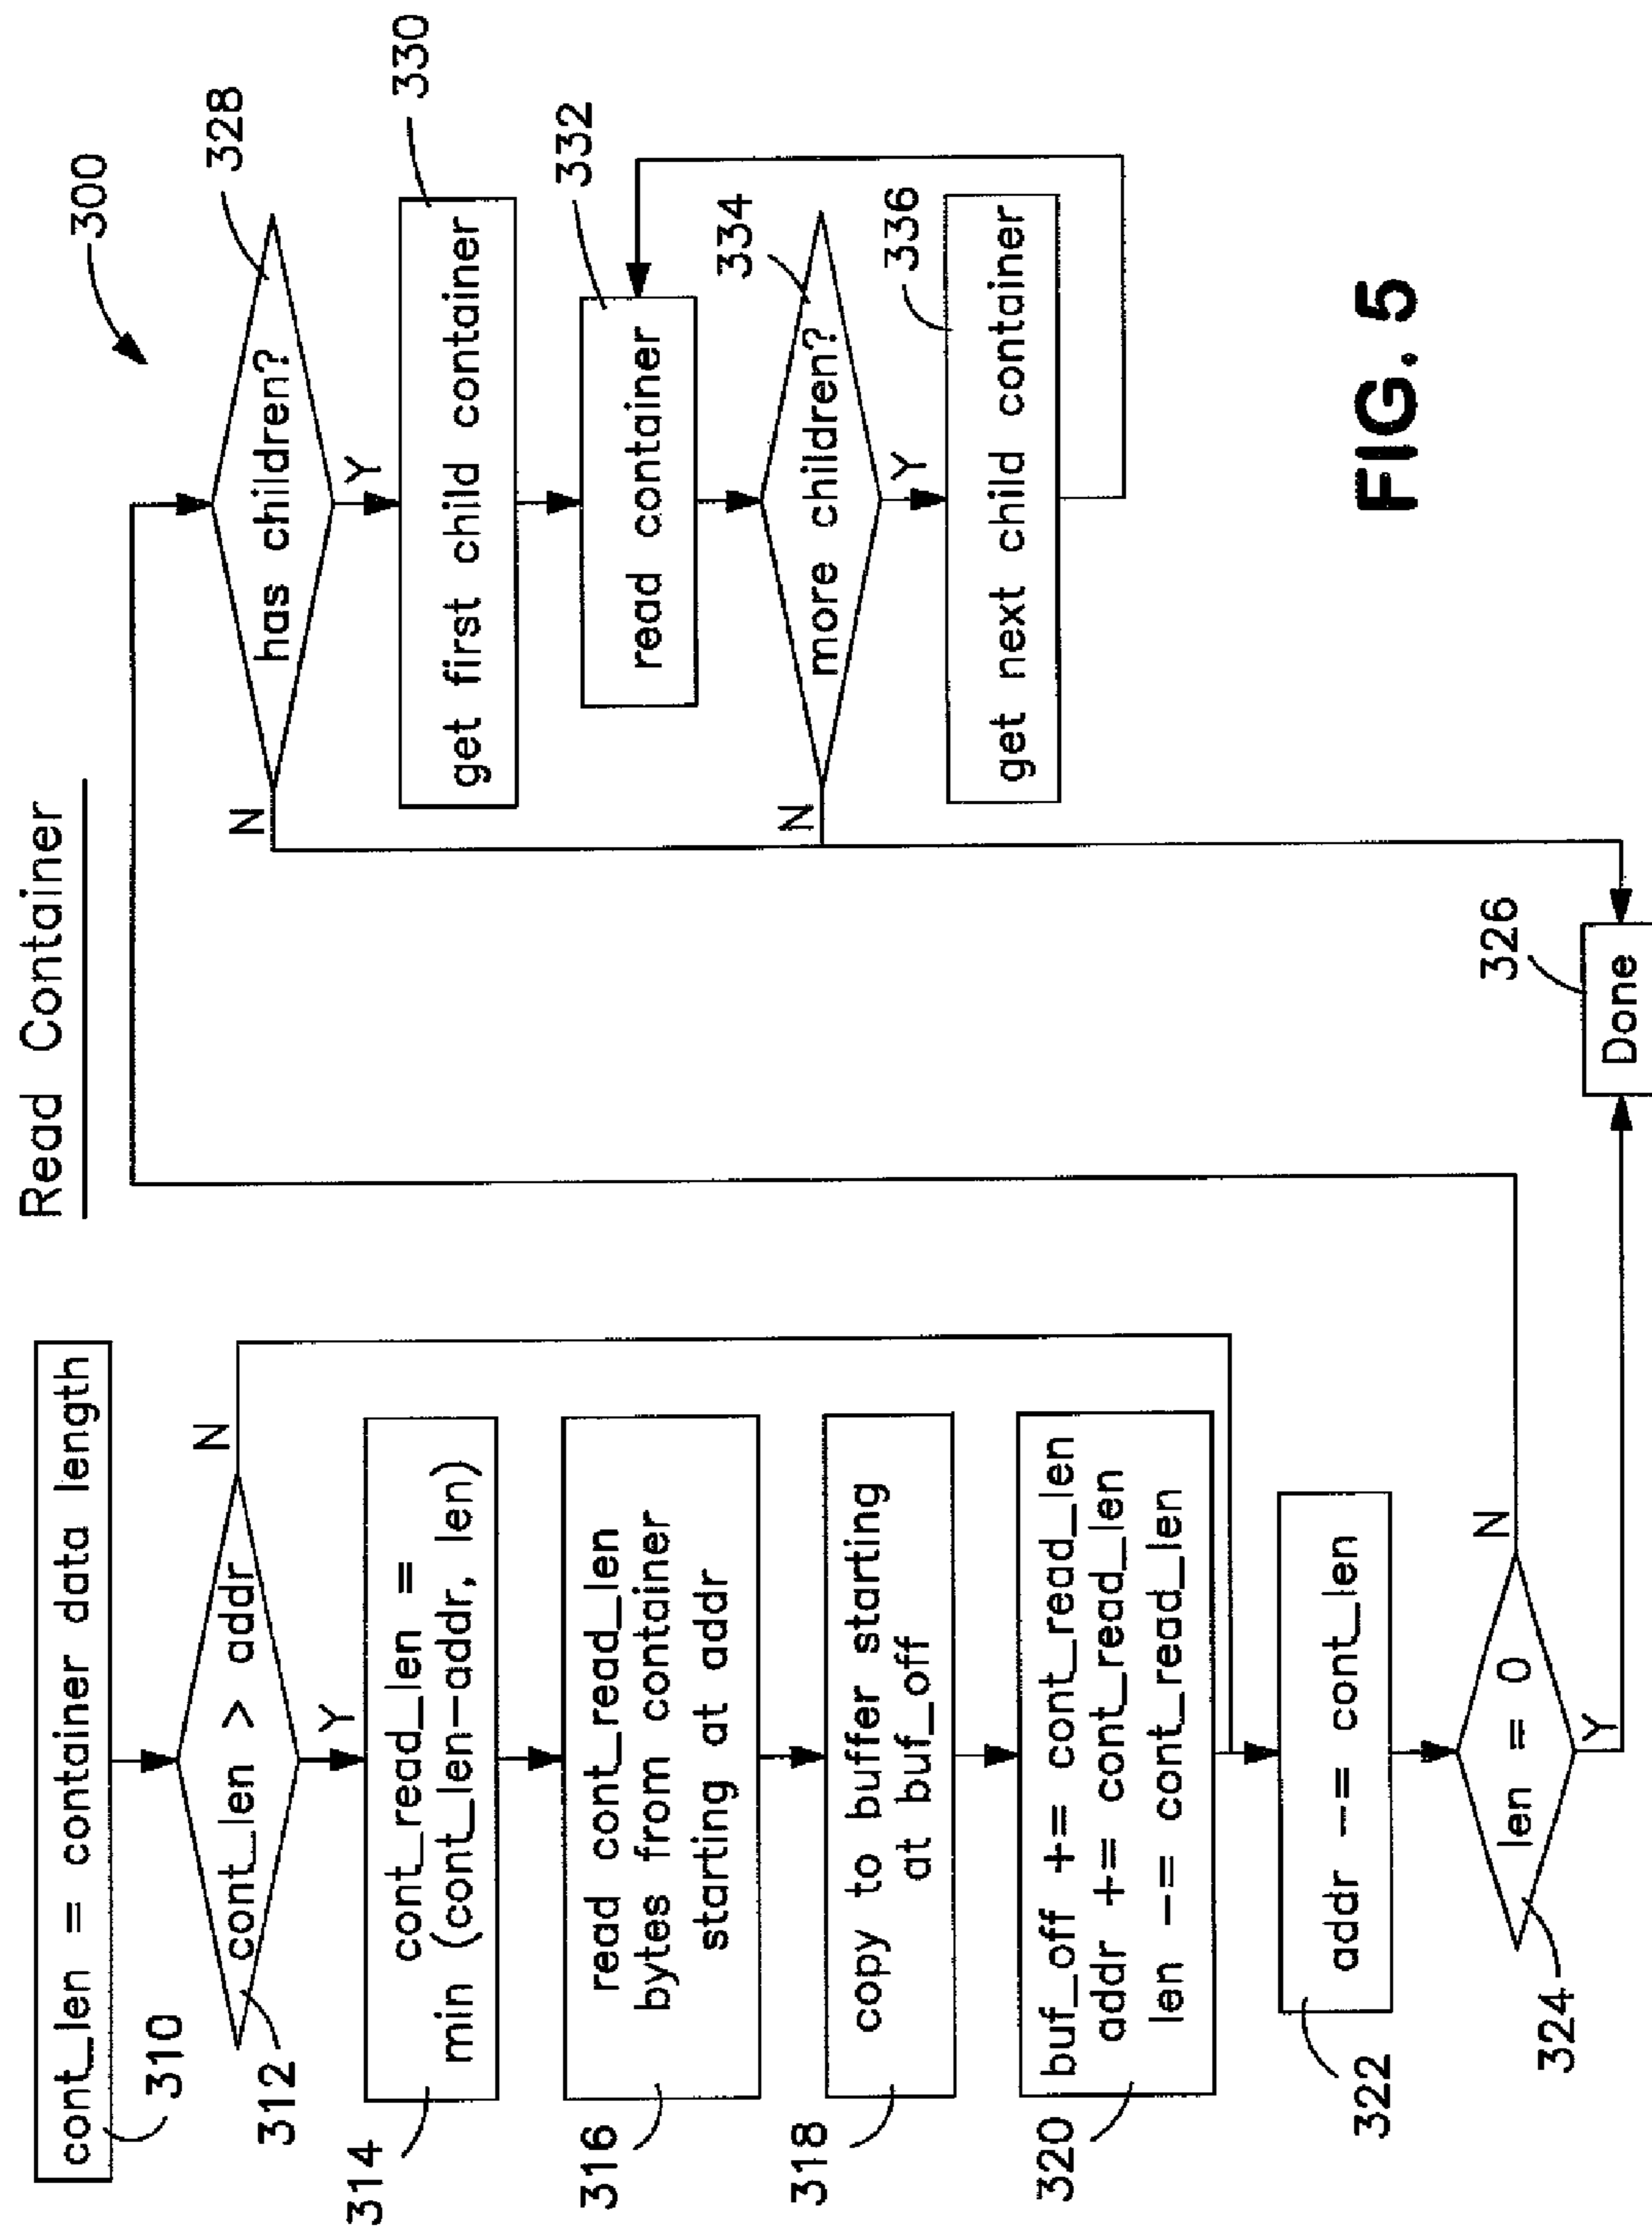 Read Container
300
cont_len = container data length
310
cont_len > addr
312
N
Y
cont_read_len =
min (cont_len-addr, len)
314
read cont_read_len
bytes from container
starting at addr
316
copy to buffer starting
at buf_off
318
buf_off += cont_read_len
addr += cont_read_len
len -= cont_read_len
320
addr -= cont_len
322
len = 0
324
N
Y
Done
326
has children?
328
N
Y
get first child container
330
read container
332
more children?
334
N
Y
get next child container
336
FIG. 5